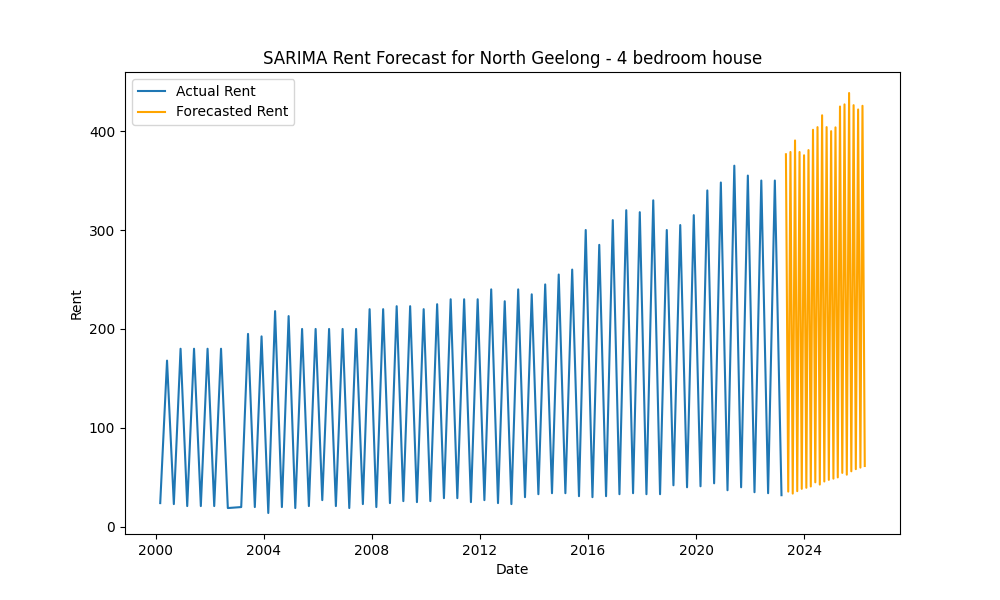 SARIMA Rent Forecast for North Geelong - 4 bedroom house
Actual Rent
Forecasted Rent
400
300
200
100
0
Rent
2000 2004 2008 2012 2016 2020 2024
Date